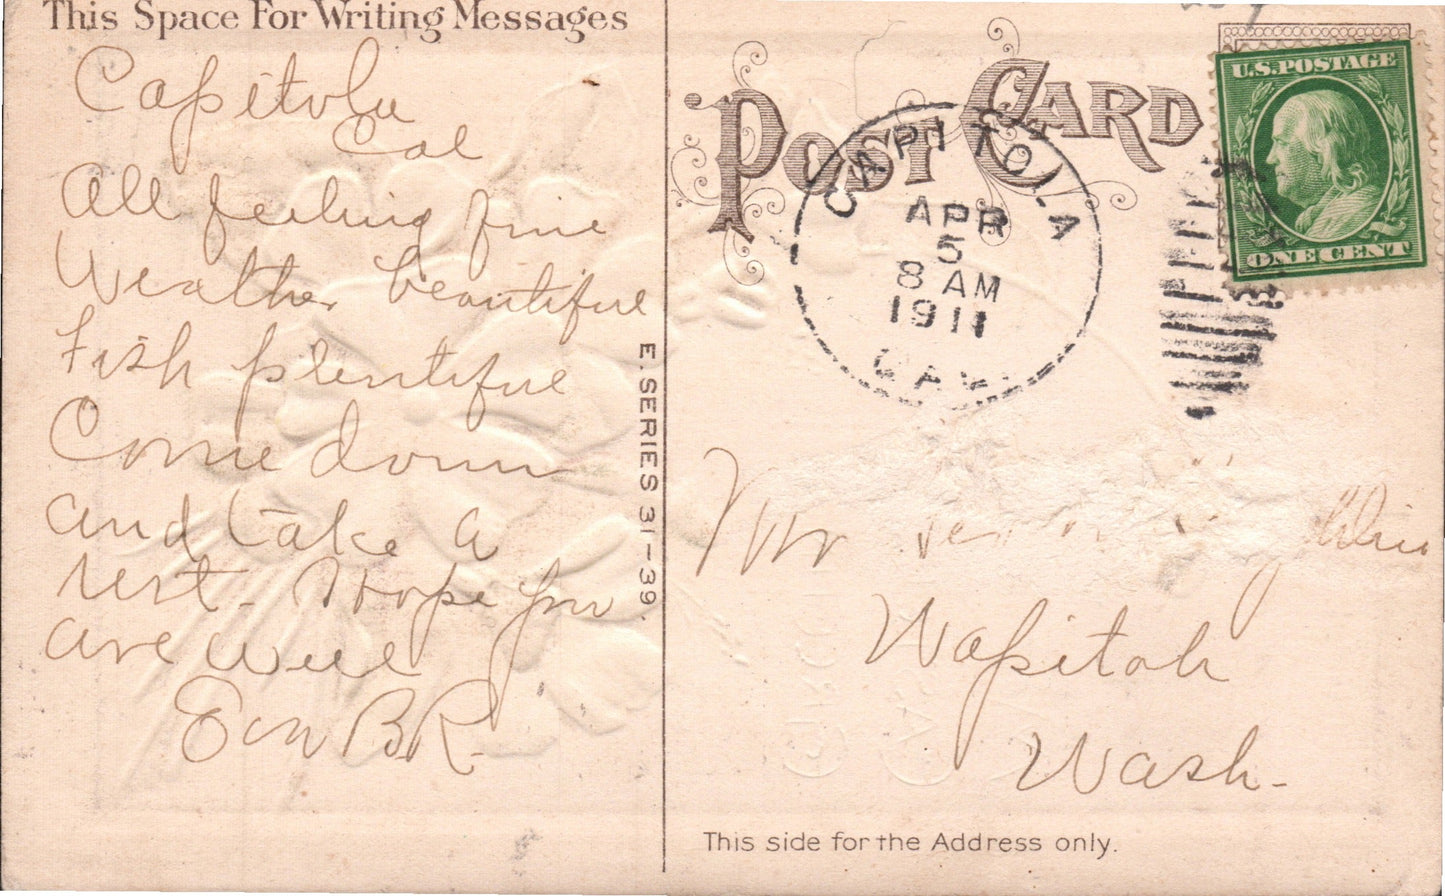 This Space For Writing Messages
Capitola
Cal
All feeling fine
Weather beautiful
Fish plentiful
Come down
and take a
rest. Hope you
are well
B.R.
E. SERIES 31-39.
POST CARD
CAPITOLA
APR
5
8 AM
1911
CAL
U.S. POSTAGE
ONE CENT
Mr
Wapitoh
Wash.
This side for the Address only.